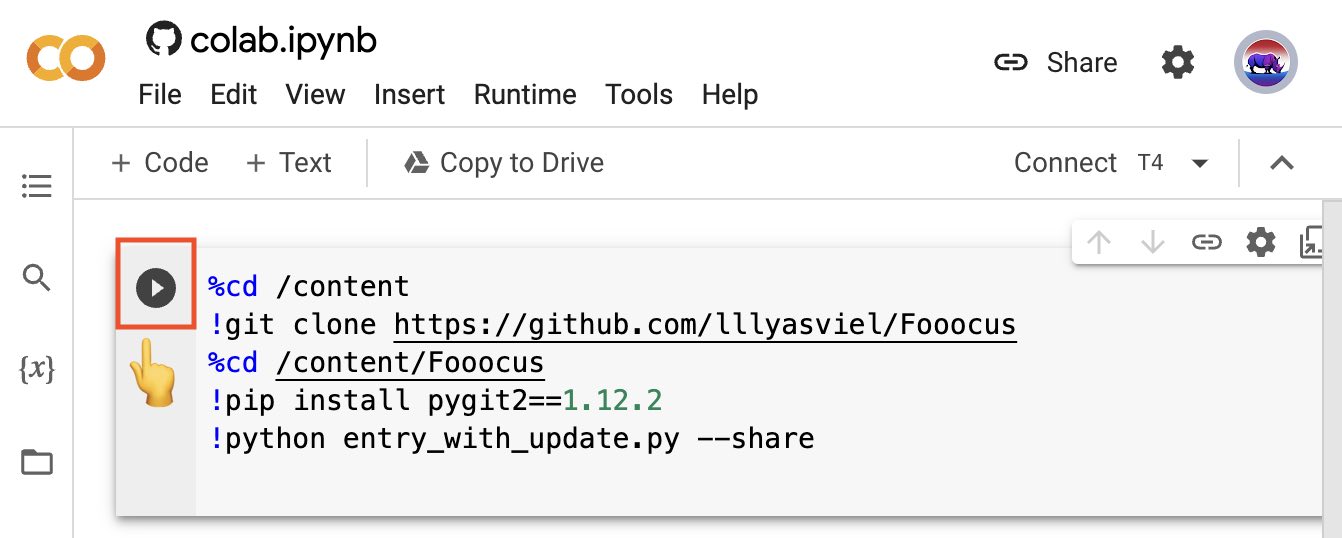 colab.ipynb
Share
File Edit View Insert Runtime Tools Help
+ Code + Text Copy to Drive Connect T4
{x}
%cd /content
!git clone https://github.com/lllyasviel/Fooocus
%cd /content/Fooocus
!pip install pygit2==1.12.2
!python entry_with_update.py --share